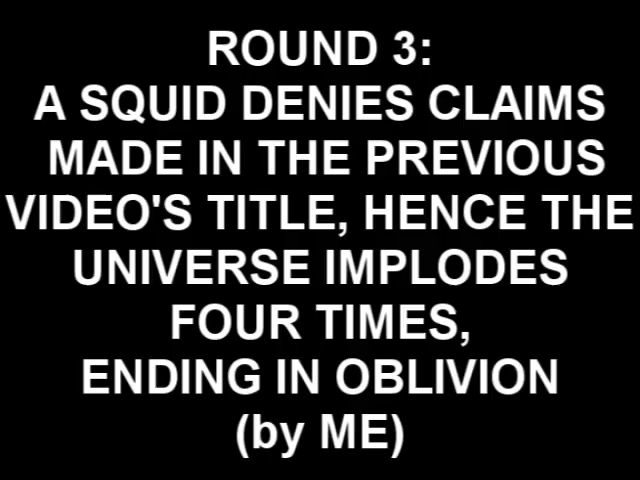 ROUND 3:
A SQUID DENIES CLAIMS
MADE IN THE PREVIOUS
VIDEO'S TITLE, HENCE THE
UNIVERSE IMPLODES
FOUR TIMES,
ENDING IN OBLIVION
(by ME)